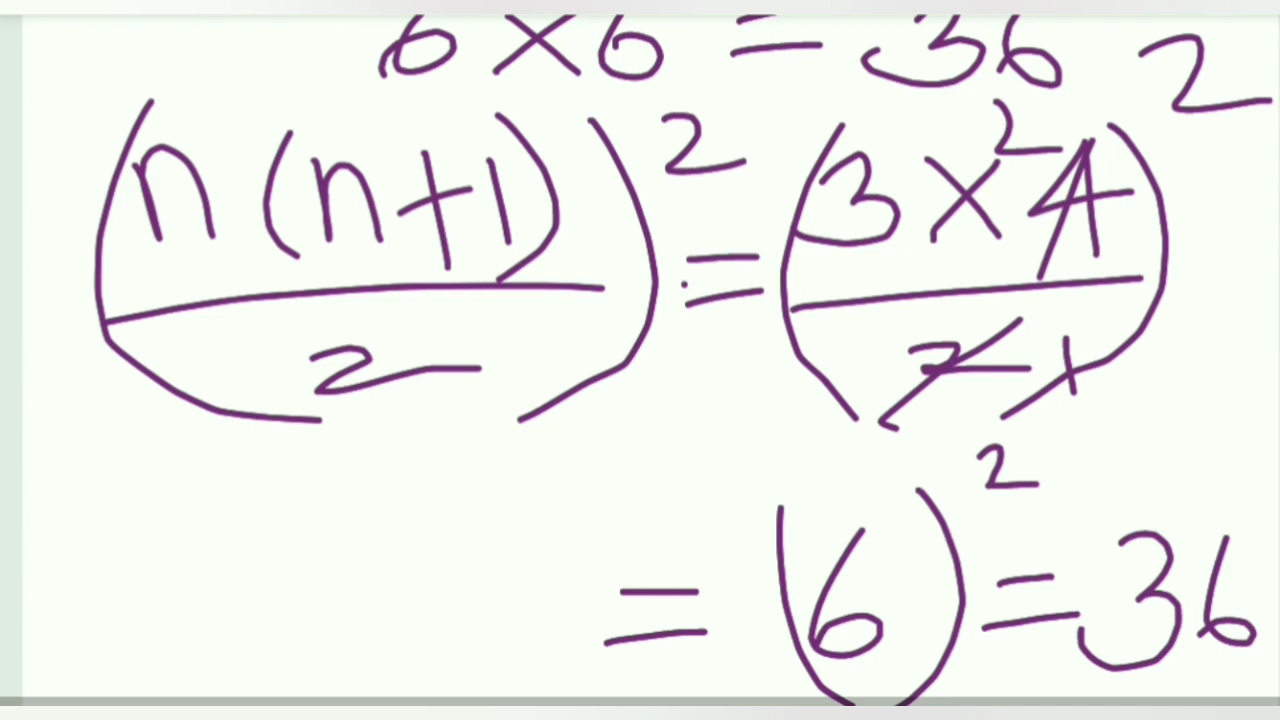 6 × 6 = 36
(n(n+1)/2)² = (3 × 4/2)²
= (6)² = 36